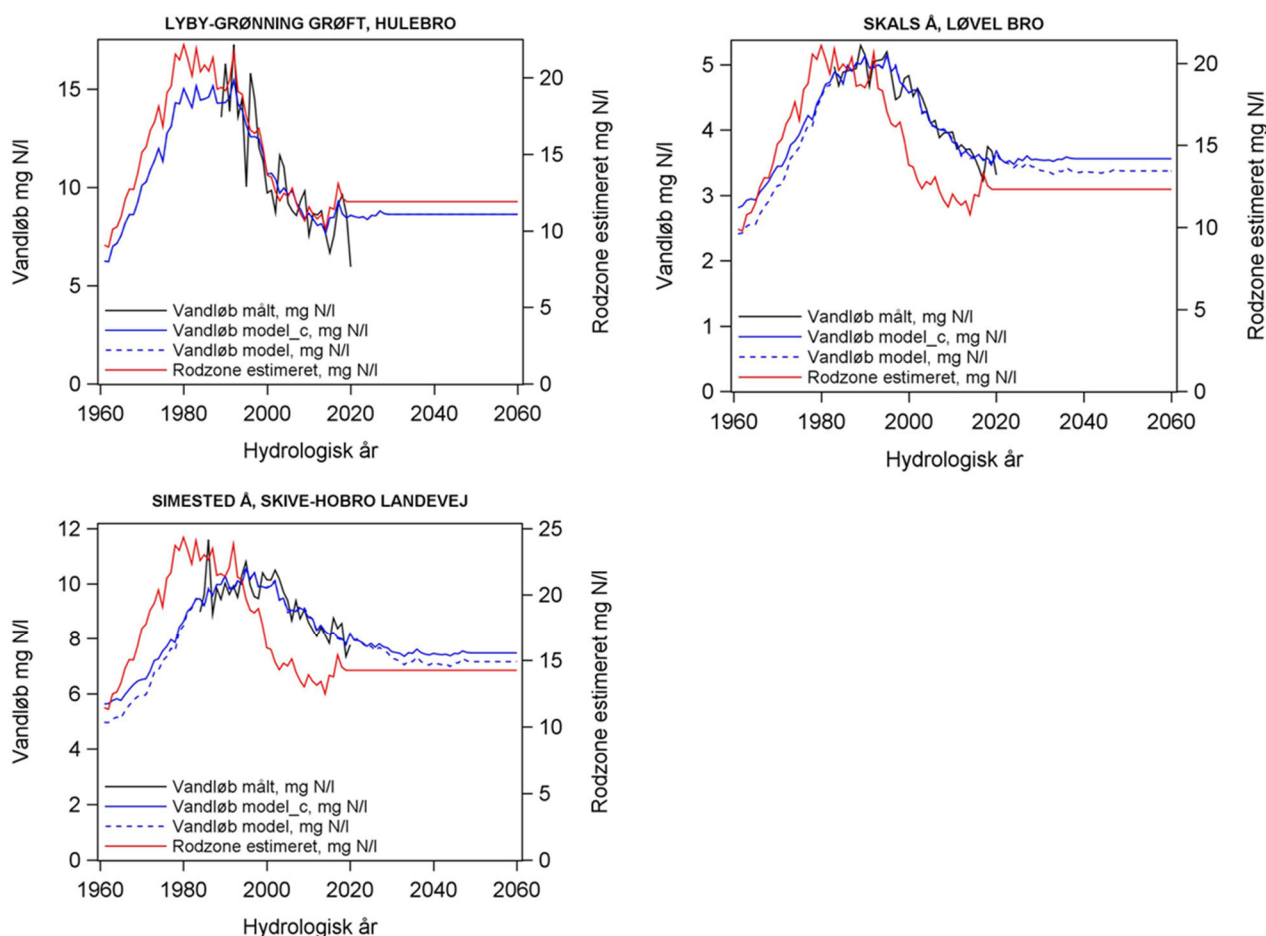 LYBY-GRØNNING GRØFT, HULEBRO
Vandløb mg N/l
15
10
5
0
20
15
10
5
0
Rodzone estimeret mg N/l
Vandløb målt, mg N/l
Vandløb model_c, mg N/l
Vandløb model, mg N/l
Rodzone estimeret, mg N/l
1960 1980 2000 2020 2040 2060
Hydrologisk år
SKALS Å, LØVEL BRO
Vandløb mg N/l
5
4
3
2
1
0
20
15
10
5
0
Rodzone estimeret mg N/l
Vandløb målt, mg N/l
Vandløb model_c, mg N/l
Vandløb model, mg N/l
Rodzone estimeret, mg N/l
1960 1980 2000 2020 2040 2060
Hydrologisk år
SIMESTED Å, SKIVE-HOBRO LANDEVEJ
Vandløb mg N/l
12
10
8
6
4
2
0
25
20
15
10
5
0
Rodzone estimeret mg N/l
Vandløb målt, mg N/l
Vandløb model_c, mg N/l
Vandløb model, mg N/l
Rodzone estimeret, mg N/l
1960 1980 2000 2020 2040 2060
Hydrologisk år